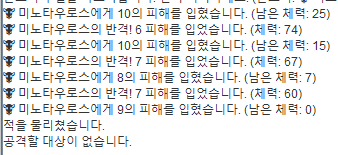 🐮 미노타우로스에게 10의 피해를 입혔습니다. (남은 체력: 25)
🐮 미노타우로스의 반격! 6 피해를 입었습니다. (체력: 74)
🐮 미노타우로스에게 10의 피해를 입혔습니다. (남은 체력: 15)
🐮 미노타우로스의 반격! 7 피해를 입었습니다. (체력: 67)
🐮 미노타우로스에게 8의 피해를 입혔습니다. (남은 체력: 7)
🐮 미노타우로스의 반격! 7 피해를 입었습니다. (체력: 60)
🐮 미노타우로스에게 9의 피해를 입혔습니다. (남은 체력: 0)
적을 물리쳤습니다.
공격할 대상이 없습니다.